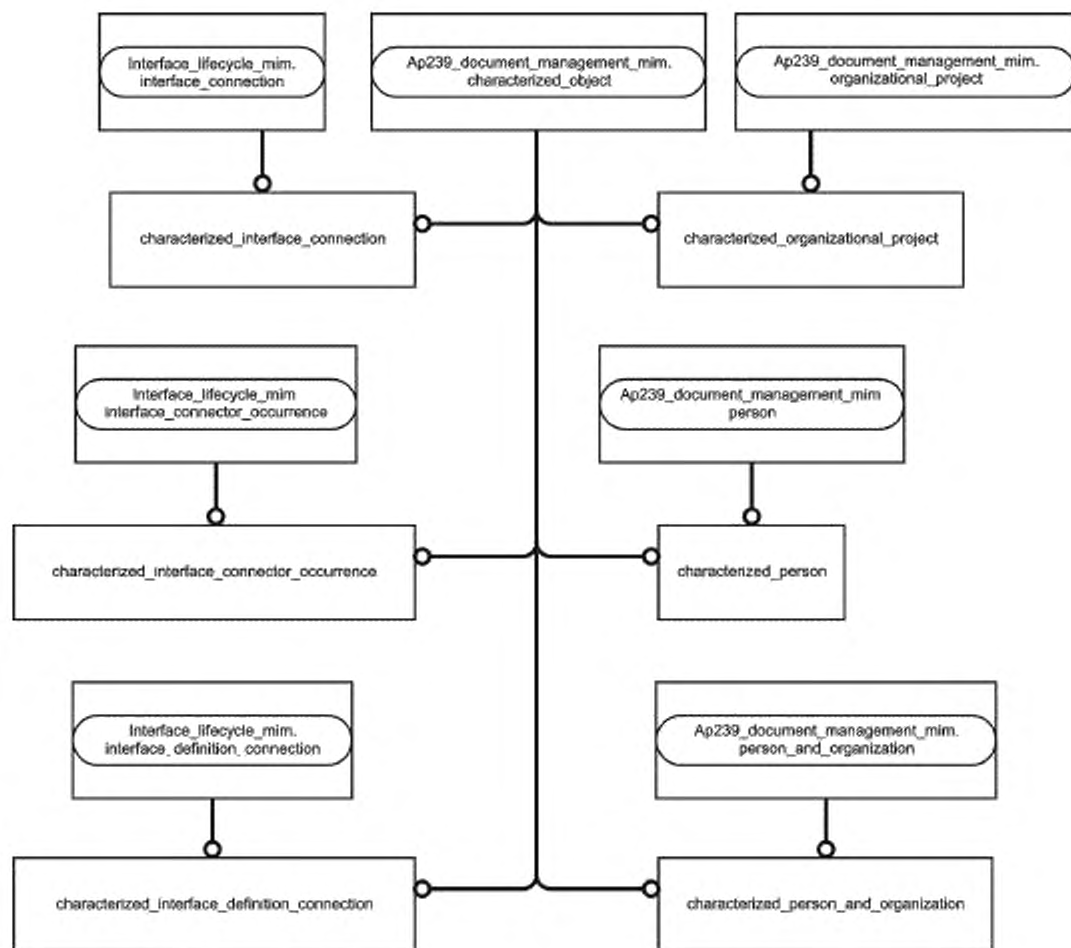 Interface_lifecycle_mim.
interface_connection
Ap239_document_management_mim.
characterized_object
Ap239_document_management_mim.
organizational_project
characterized_interface_connection
characterized_organizational_project
Interface_lifecycle_mim
interface_connector_occurrence
Ap239_document_management_mim
person
characterized_interface_connector_occurrence
characterized_person
Interface_lifecycle_mim.
interface_definition_connection
Ap239_document_management_mim.
person_and_organization
characterized_interface_definition_connection
characterized_person_and_organization